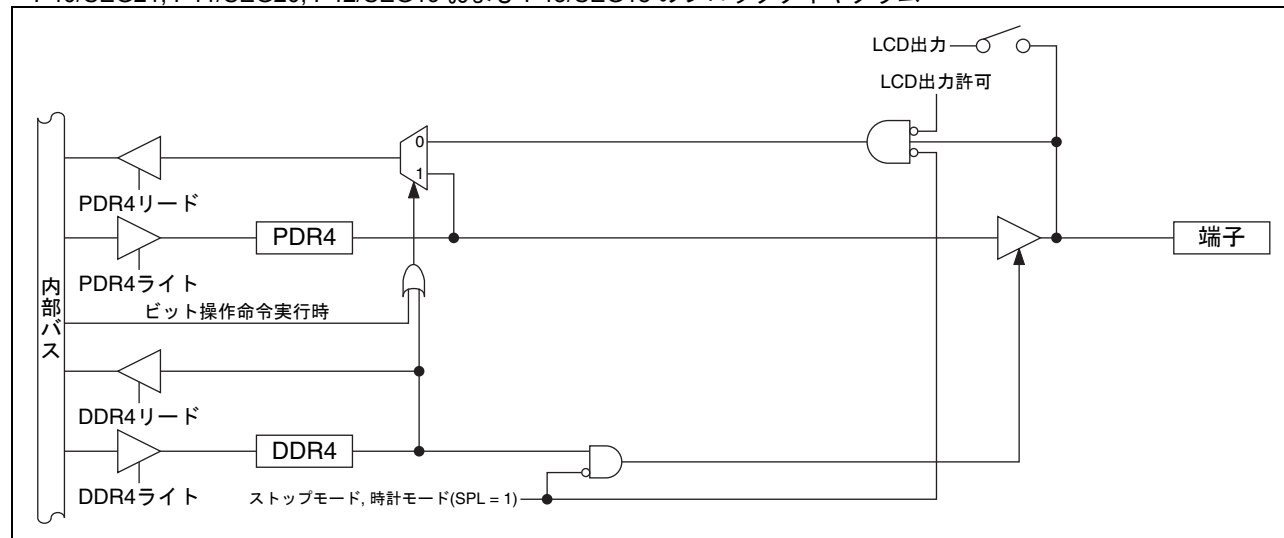 LCD出力
LCD出力許可
0
1
PDR4リード
PDR4
端子
PDR4ライト
内部バス
ビット操作命令実行時
DDR4リード
DDR4
DDR4ライト
ストップモード, 時計モード(SPL = 1)